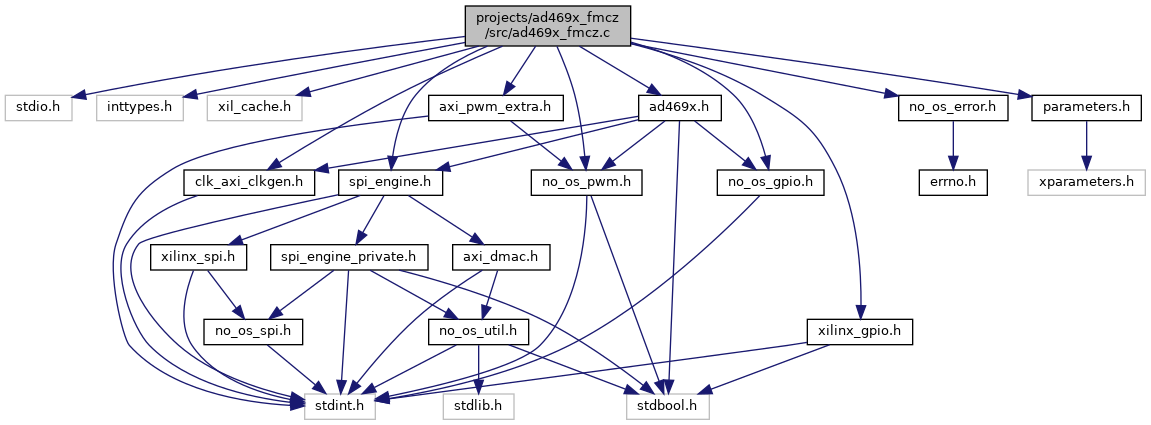 projects/ad469x_fmcz
/src/ad469x_fmcz.c
stdio.h
inttypes.h
xil_cache.h
axi_pwm_extra.h
ad469x.h
no_os_error.h
parameters.h
clk_axi_clkgen.h
spi_engine.h
no_os_pwm.h
no_os_gpio.h
errno.h
xparameters.h
xilinx_spi.h
spi_engine_private.h
axi_dmac.h
no_os_spi.h
no_os_util.h
xilinx_gpio.h
stdint.h
stdlib.h
stdbool.h